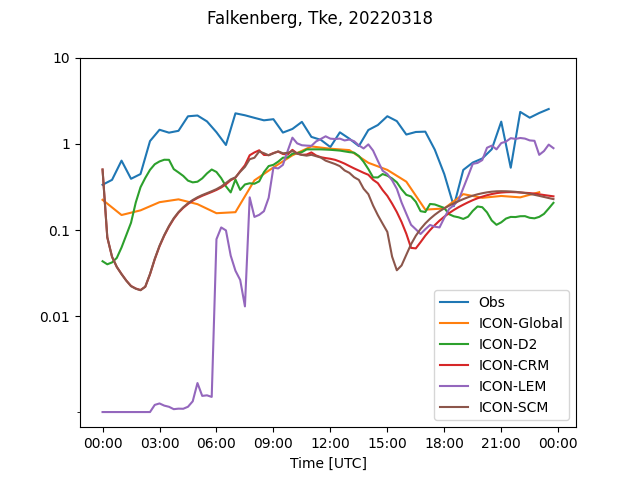 Falkenberg, Tke, 20220318
10
1
0.1
0.01
Obs
ICON-Global
ICON-D2
ICON-CRM
ICON-LEM
ICON-SCM
00:00 03:00 06:00 09:00 12:00 15:00 18:00 21:00 00:00
Time [UTC]